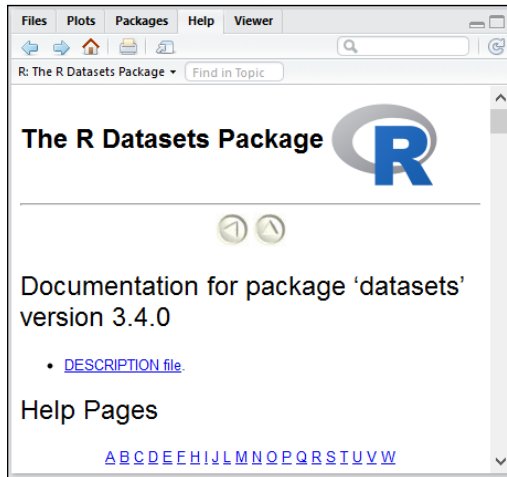 Files Plots Packages Help Viewer
R: The R Datasets Package Find in Topic
The R Datasets Package R
Documentation for package ‘datasets’
version 3.4.0
DESCRIPTION file.
Help Pages
A B C D E F H I J L M N O P Q R S T U V W